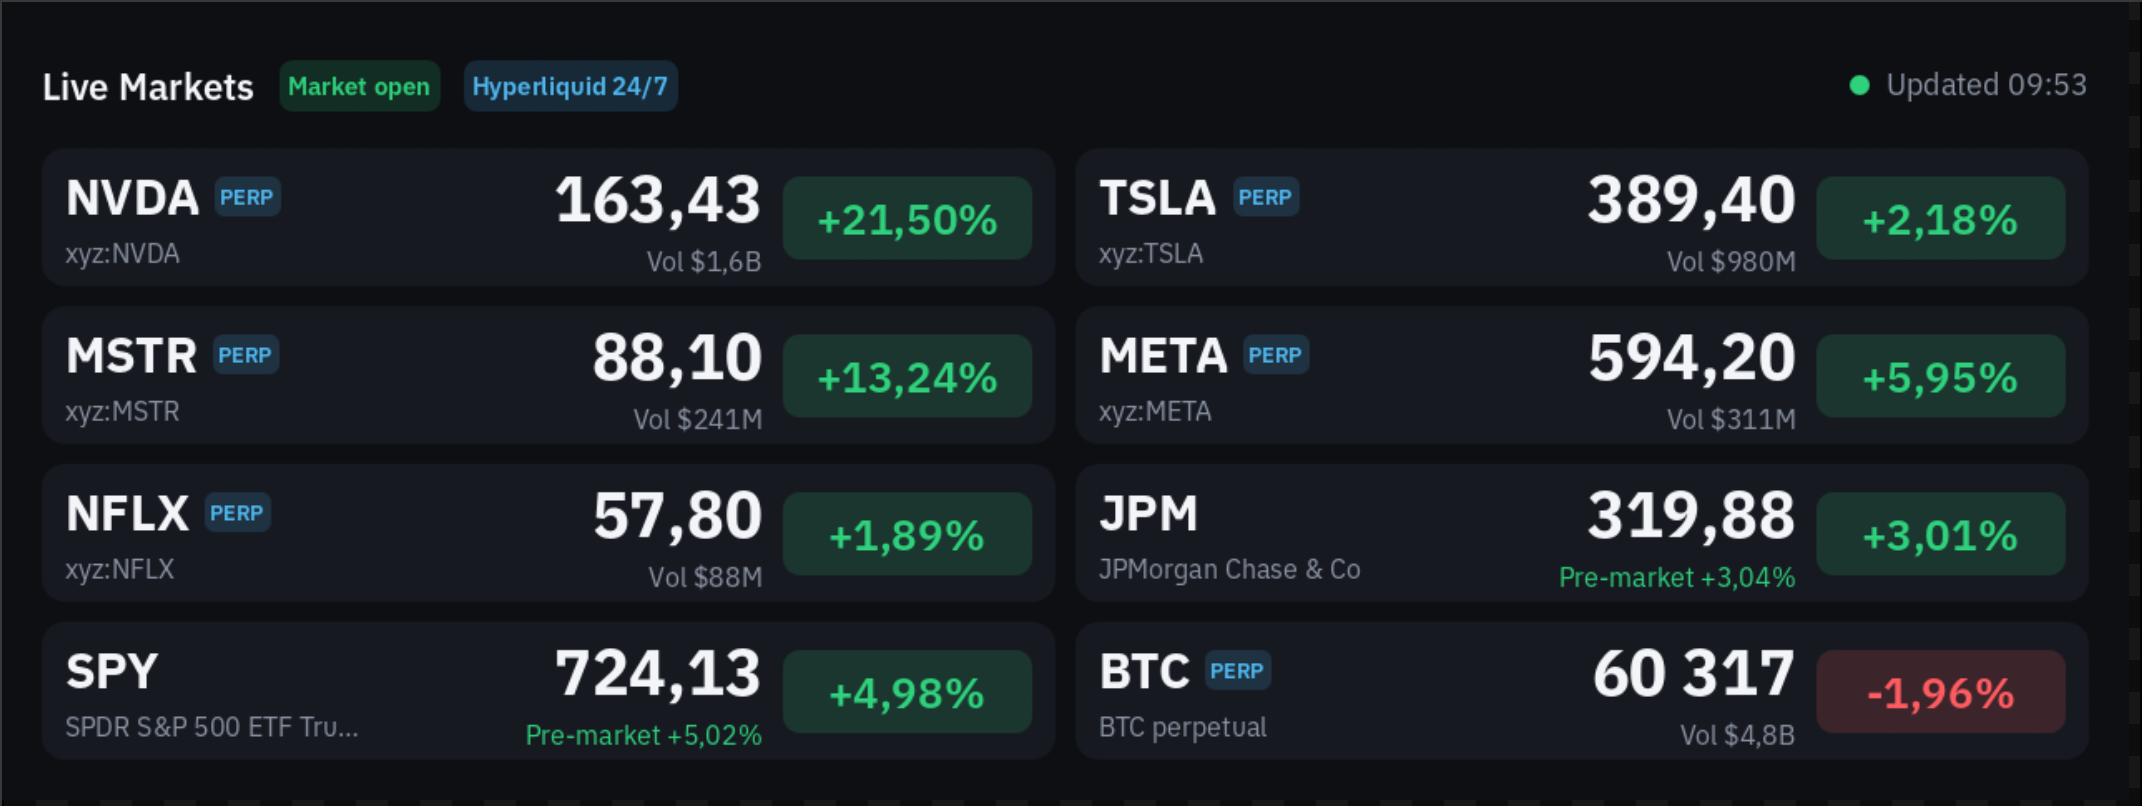 Live Markets Market open Hyperliquid 24/7 Updated 09:53
NVDA PERP 163,43 +21,50%
xyz:NVDA Vol $1,6B
TSLA PERP 389,40 +2,18%
xyz:TSLA Vol $980M
MSTR PERP 88,10 +13,24%
xyz:MSTR Vol $241M
META PERP 594,20 +5,95%
xyz:META Vol $311M
NFLX PERP 57,80 +1,89%
xyz:NFLX Vol $88M
JPM 319,88 +3,01%
JPMorgan Chase & Co Pre-market +3,04%
SPY 724,13 +4,98%
SPDR S&P 500 ETF Tru... Pre-market +5,02%
BTC PERP 60 317 -1,96%
BTC perpetual Vol $4,8B